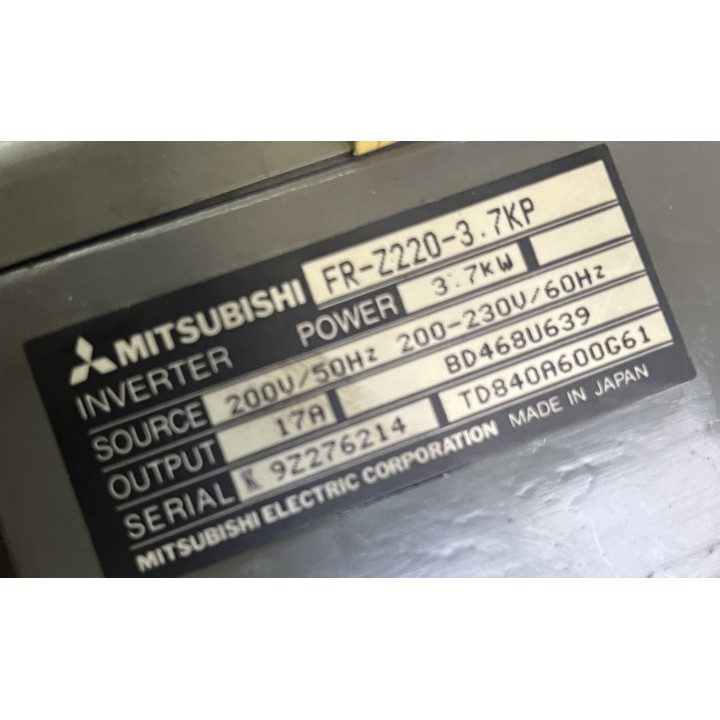 MITSUBISHI FR-Z220-3.7KP
INVERTER POWER 3.7kW
SOURCE 200V/50Hz 200-230V/60Hz
OUTPUT 17A BD468U639
SERIAL K 9Z276214 TD840A600G61
MITSUBISHI ELECTRIC CORPORATION MADE IN JAPAN